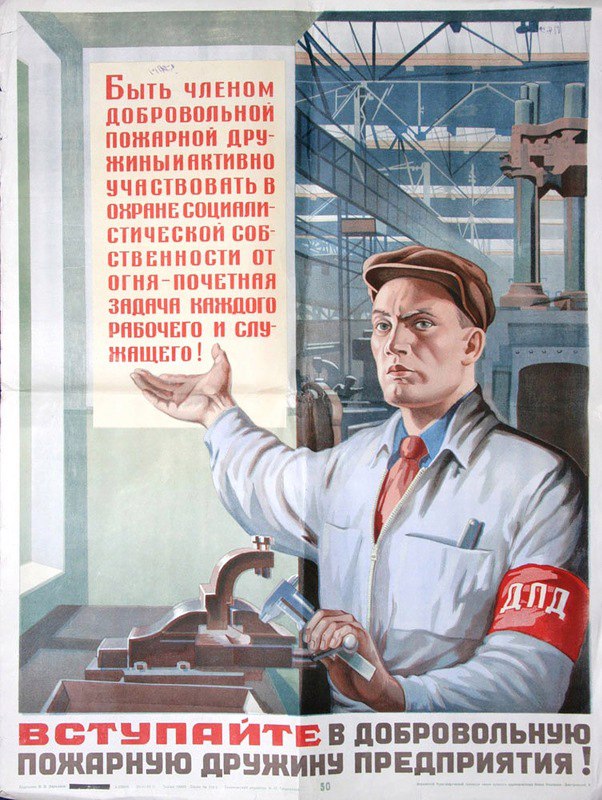 Быть членом
добровольной
пожарной дру-
жины и активно
участвовать в
охране социали-
стической соб-
ственности от
огня - почетная
задача каждого
рабочего и слу-
жащего!
ДПД
ВСТУПАЙТЕ В ДОБРОВОЛЬНУЮ
ПОЖАРНУЮ ДРУЖИНУ ПРЕДПРИЯТИЯ!
50